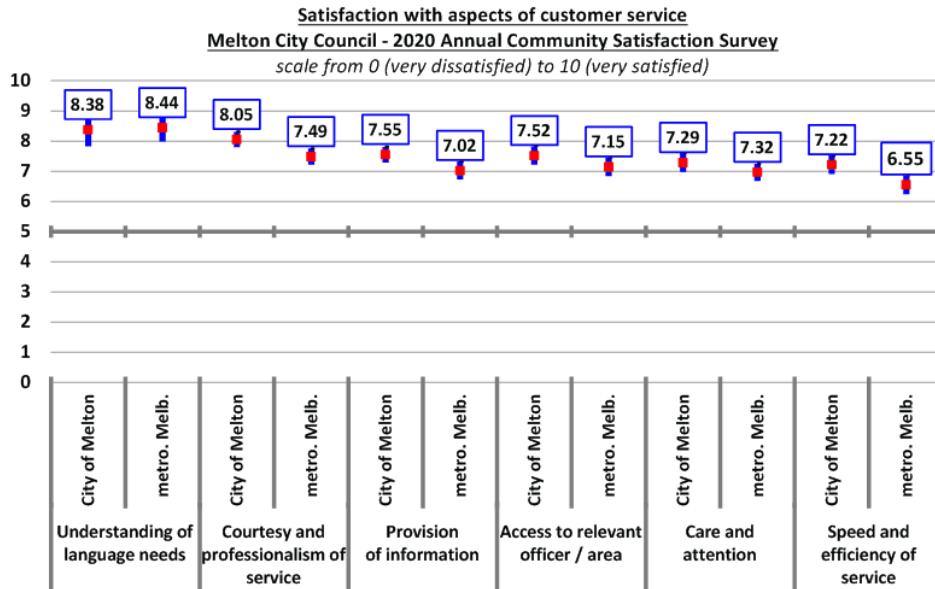 Satisfaction with aspects of customer service
Melton City Council - 2020 Annual Community Satisfaction Survey
scale from 0 (very dissatisfied) to 10 (very satisfied)
10
9
8
7
6
5
4
3
2
1
0
8.38
8.44
8.05
7.49
7.55
7.02
7.52
7.15
7.29
7.32
7.22
6.55
City of Melton
metro. Melb.
City of Melton
metro. Melb.
City of Melton
metro. Melb.
City of Melton
metro. Melb.
City of Melton
metro. Melb.
City of Melton
metro. Melb.
Understanding of
language needs
Courtesy and
professionalism of
service
Provision
of information
Access to relevant
officer / area
Care and
attention
Speed and
efficiency of
service